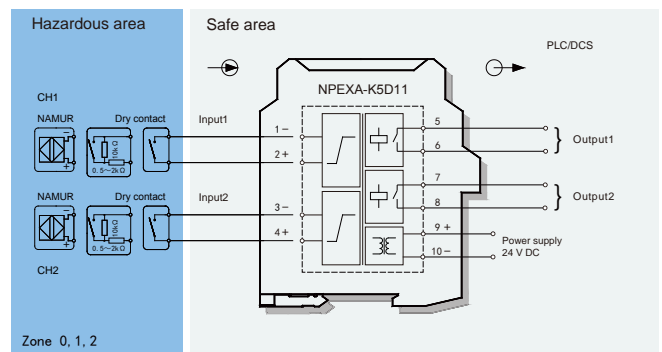 Hazardous area
Safe area
PLC/DCS
NPEXA-K5D11
CH1
NAMUR
Dry contact
Input1
−
+
10kΩ
0.5～2kΩ
1−
2+
5
6
Output1
NAMUR
Dry contact
Input2
−
+
10kΩ
0.5～2kΩ
3−
4+
7
8
Output2
CH2
9+
10−
Power supply
24 V DC
Zone 0, 1, 2